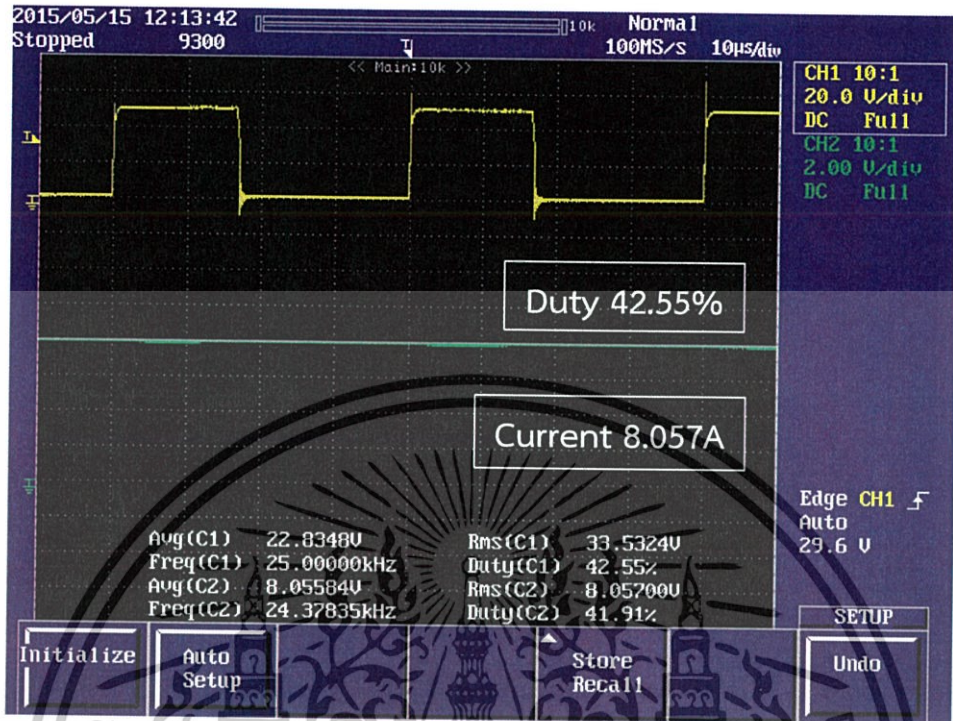 2015/05/15 12:13:42
10k
Normal
Stopped 9300
T
100MS/s 10µs/div
<< Main:10k >>
CH1 10:1
20.0 V/div
DC Full
CH2 10:1
2.00 V/div
DC Full
Duty 42.55%
Current 8.057A
Edge CH1
Auto
29.6 V
Avg(C1) 22.8348V Rms(C1) 33.5324V
Freq(C1) 25.00000kHz Duty(C1) 42.55%
Avg(C2) 8.05584V Rms(C2) 8.05700V
Freq(C2) 24.37835kHz Duty(C2) 41.91%
SETUP
Initialize
Auto
Setup
Store
Recall
Undo